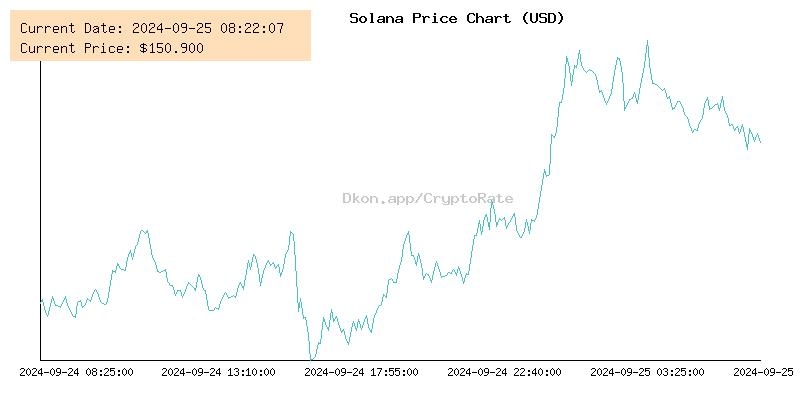 Solana Price Chart (USD)
Current Date: 2024-09-25 08:22:07
Current Price: $150.900
Dkon.app/CryptoRate
2024-09-24 08:25:00 2024-09-24 13:10:00 2024-09-24 17:55:00 2024-09-24 22:40:00 2024-09-25 03:25:00 2024-09-25